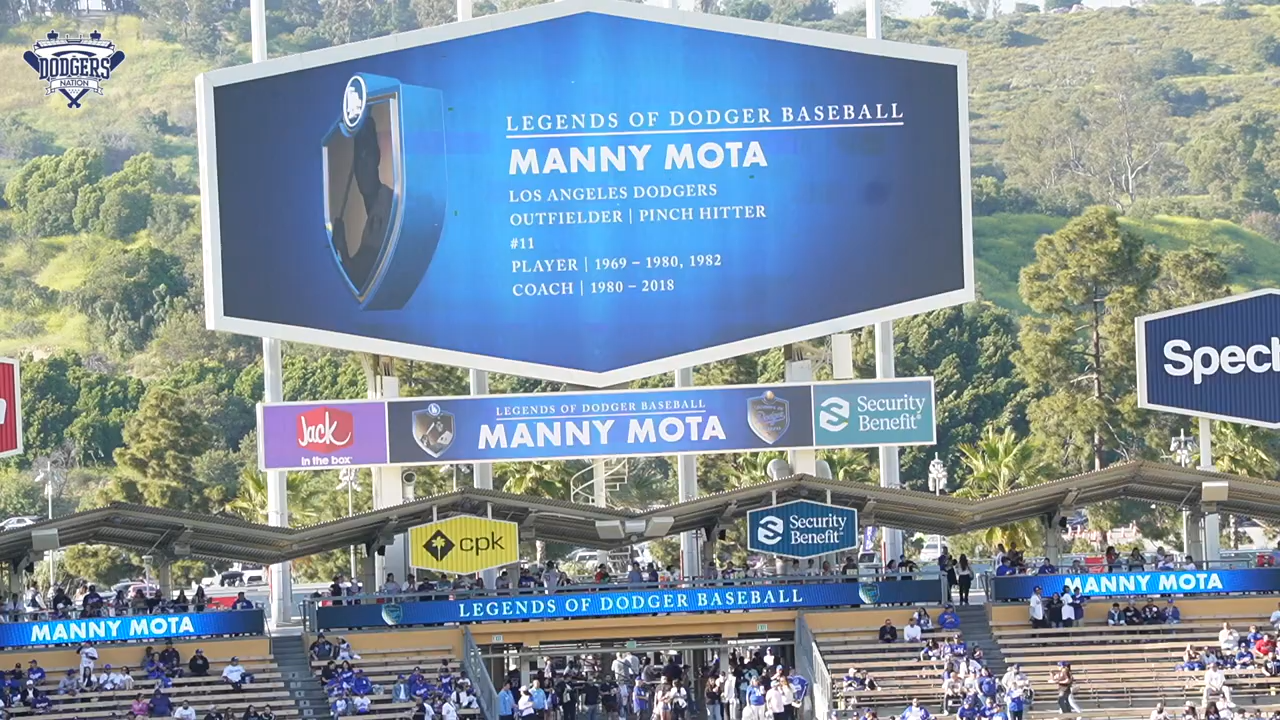 DODGERS
NATION
LA
LEGENDS OF DODGER BASEBALL
MANNY MOTA
LOS ANGELES DODGERS
OUTFIELDER | PINCH HITTER
#11
PLAYER | 1969 – 1980, 1982
COACH | 1980 – 2018
Spect
Jack
in the box
LEGENDS OF DODGER BASEBALL
MANNY MOTA
Security
Benefit®
cpk
Security
Benefit®
MANNY MOTA
LEGENDS OF DODGER BASEBALL
MANNY MOTA